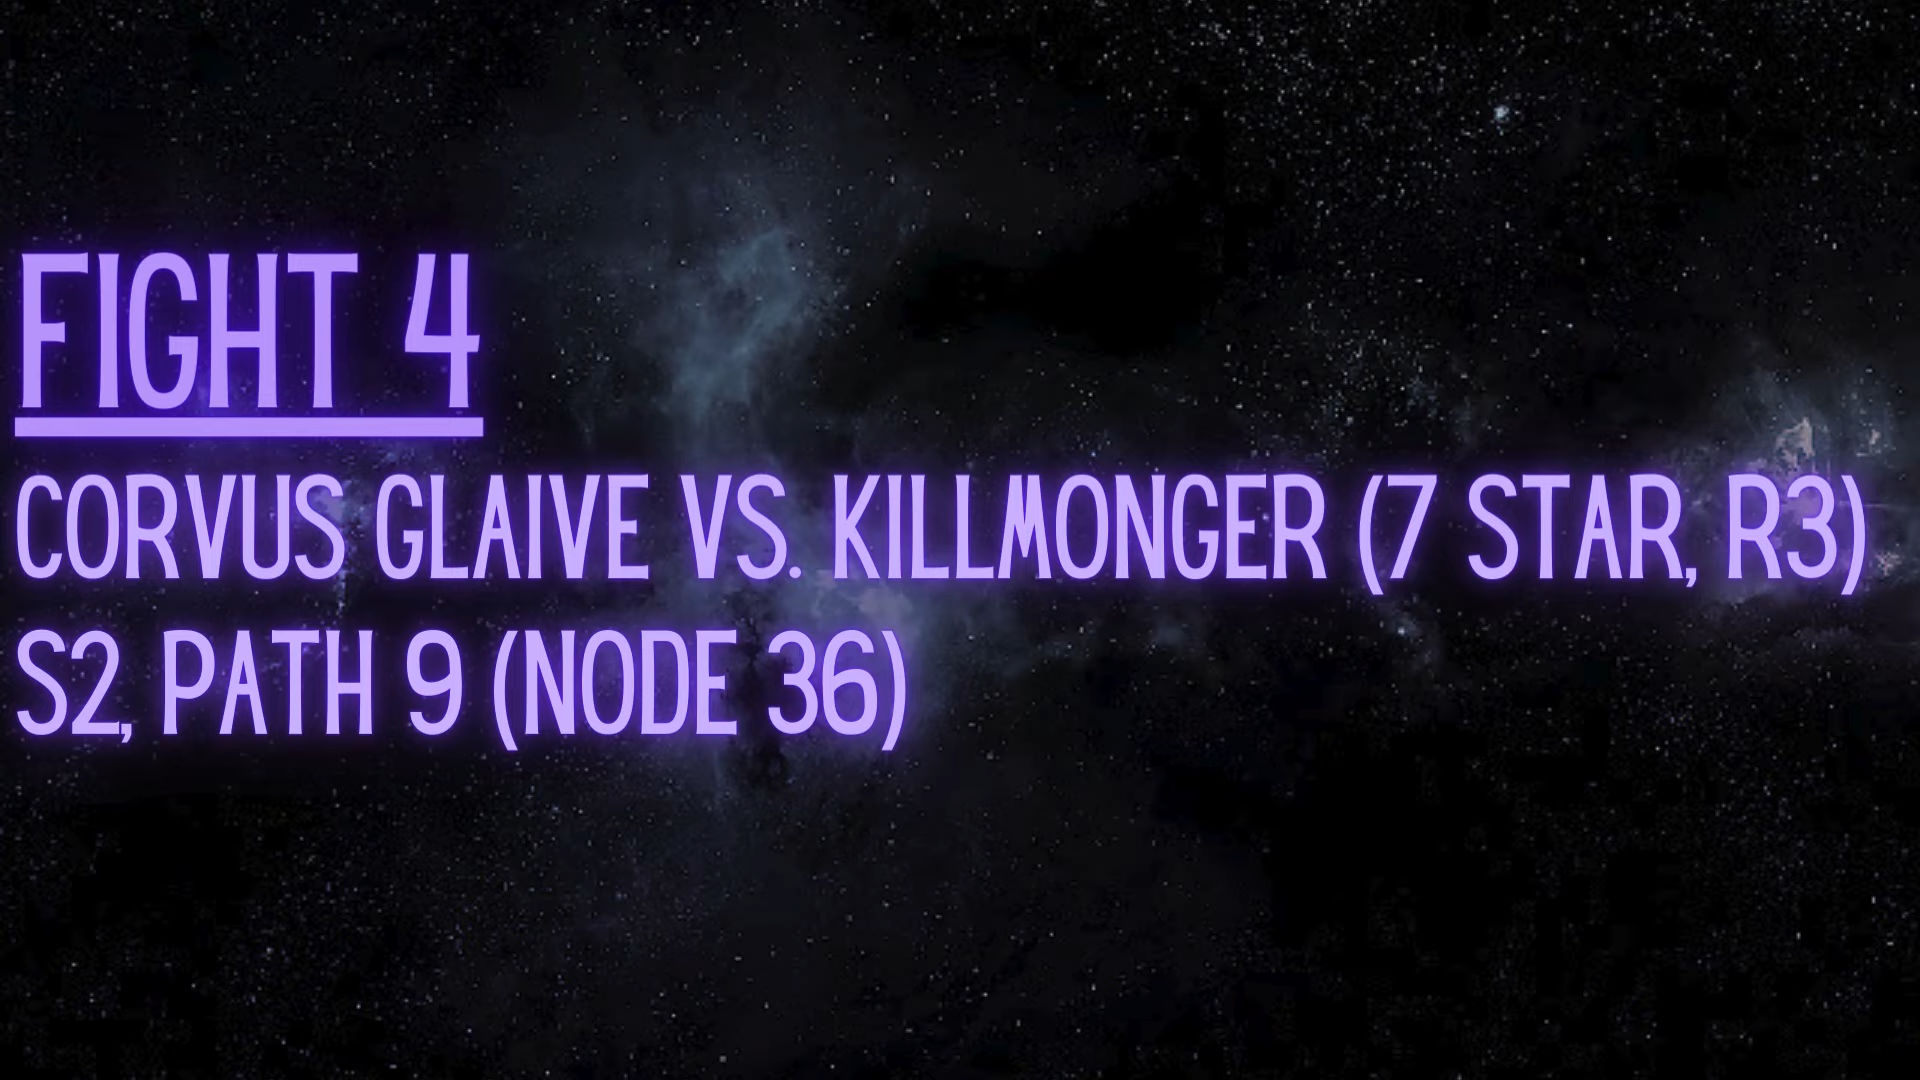 FIGHT 4
CORVUS GLAIVE VS. KILLMONGER (7 STAR, R3)
S2, PATH 9 (NODE 36)